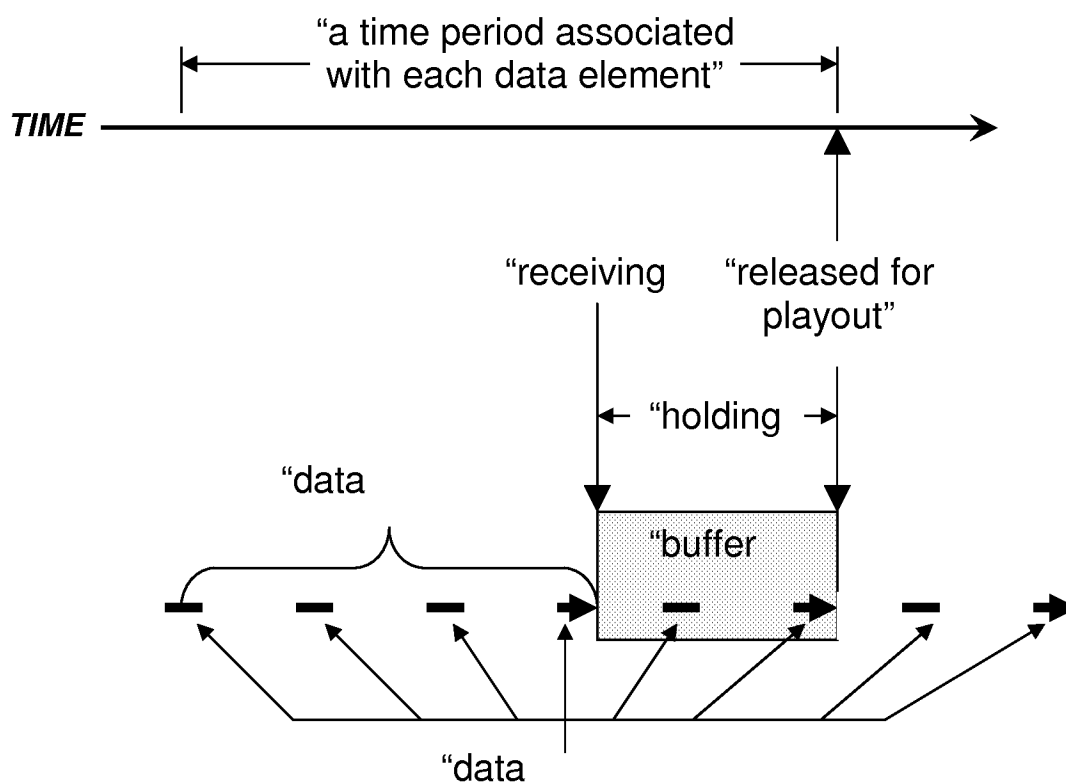 “a time period associated
with each data element”
TIME
“receiving
“released for
playout”
“holding
“data
“buffer
“data